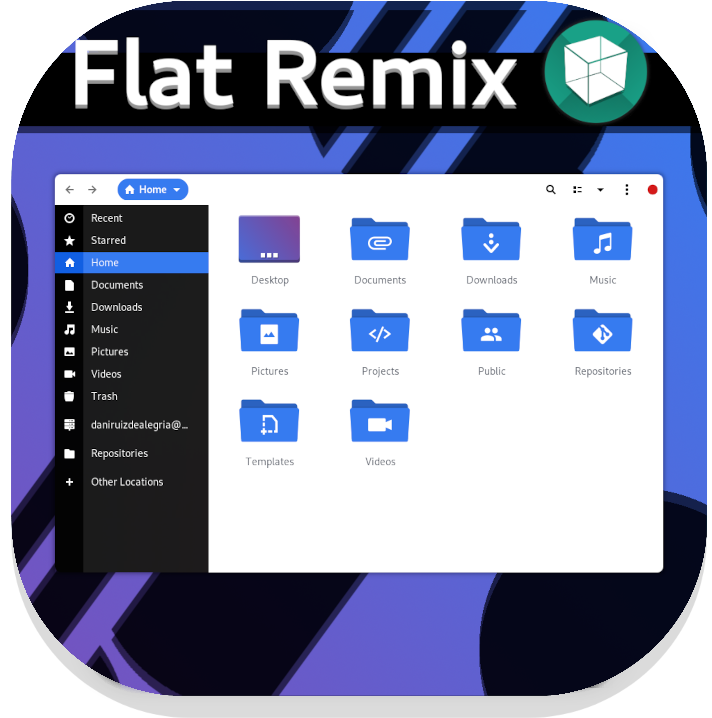 Flat Remix
Home
Recent
Starred
Home
Documents
Downloads
Music
Pictures
Videos
Trash
daniruizdealegria@...
Repositories
Other Locations
Desktop
Documents
Downloads
Music
Pictures
Projects
Public
Repositories
Templates
Videos